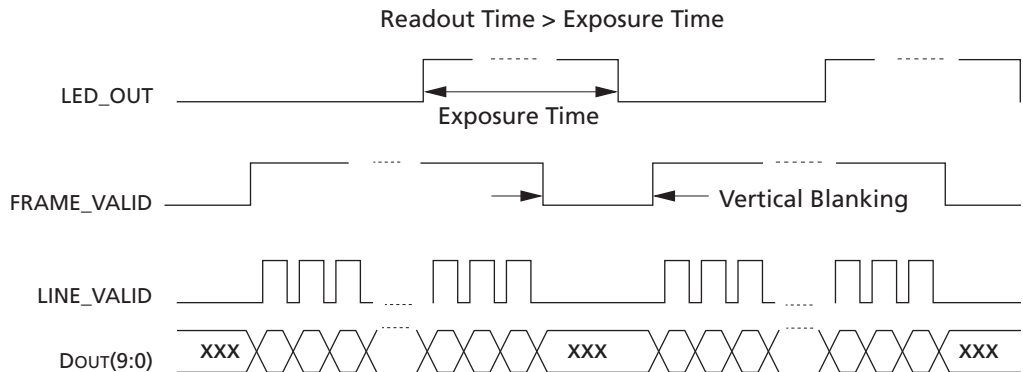 Readout Time > Exposure Time
LED_OUT
Exposure Time
FRAME_VALID
Vertical Blanking
LINE_VALID
DOUT(9:0)
XXX
XXX
XXX